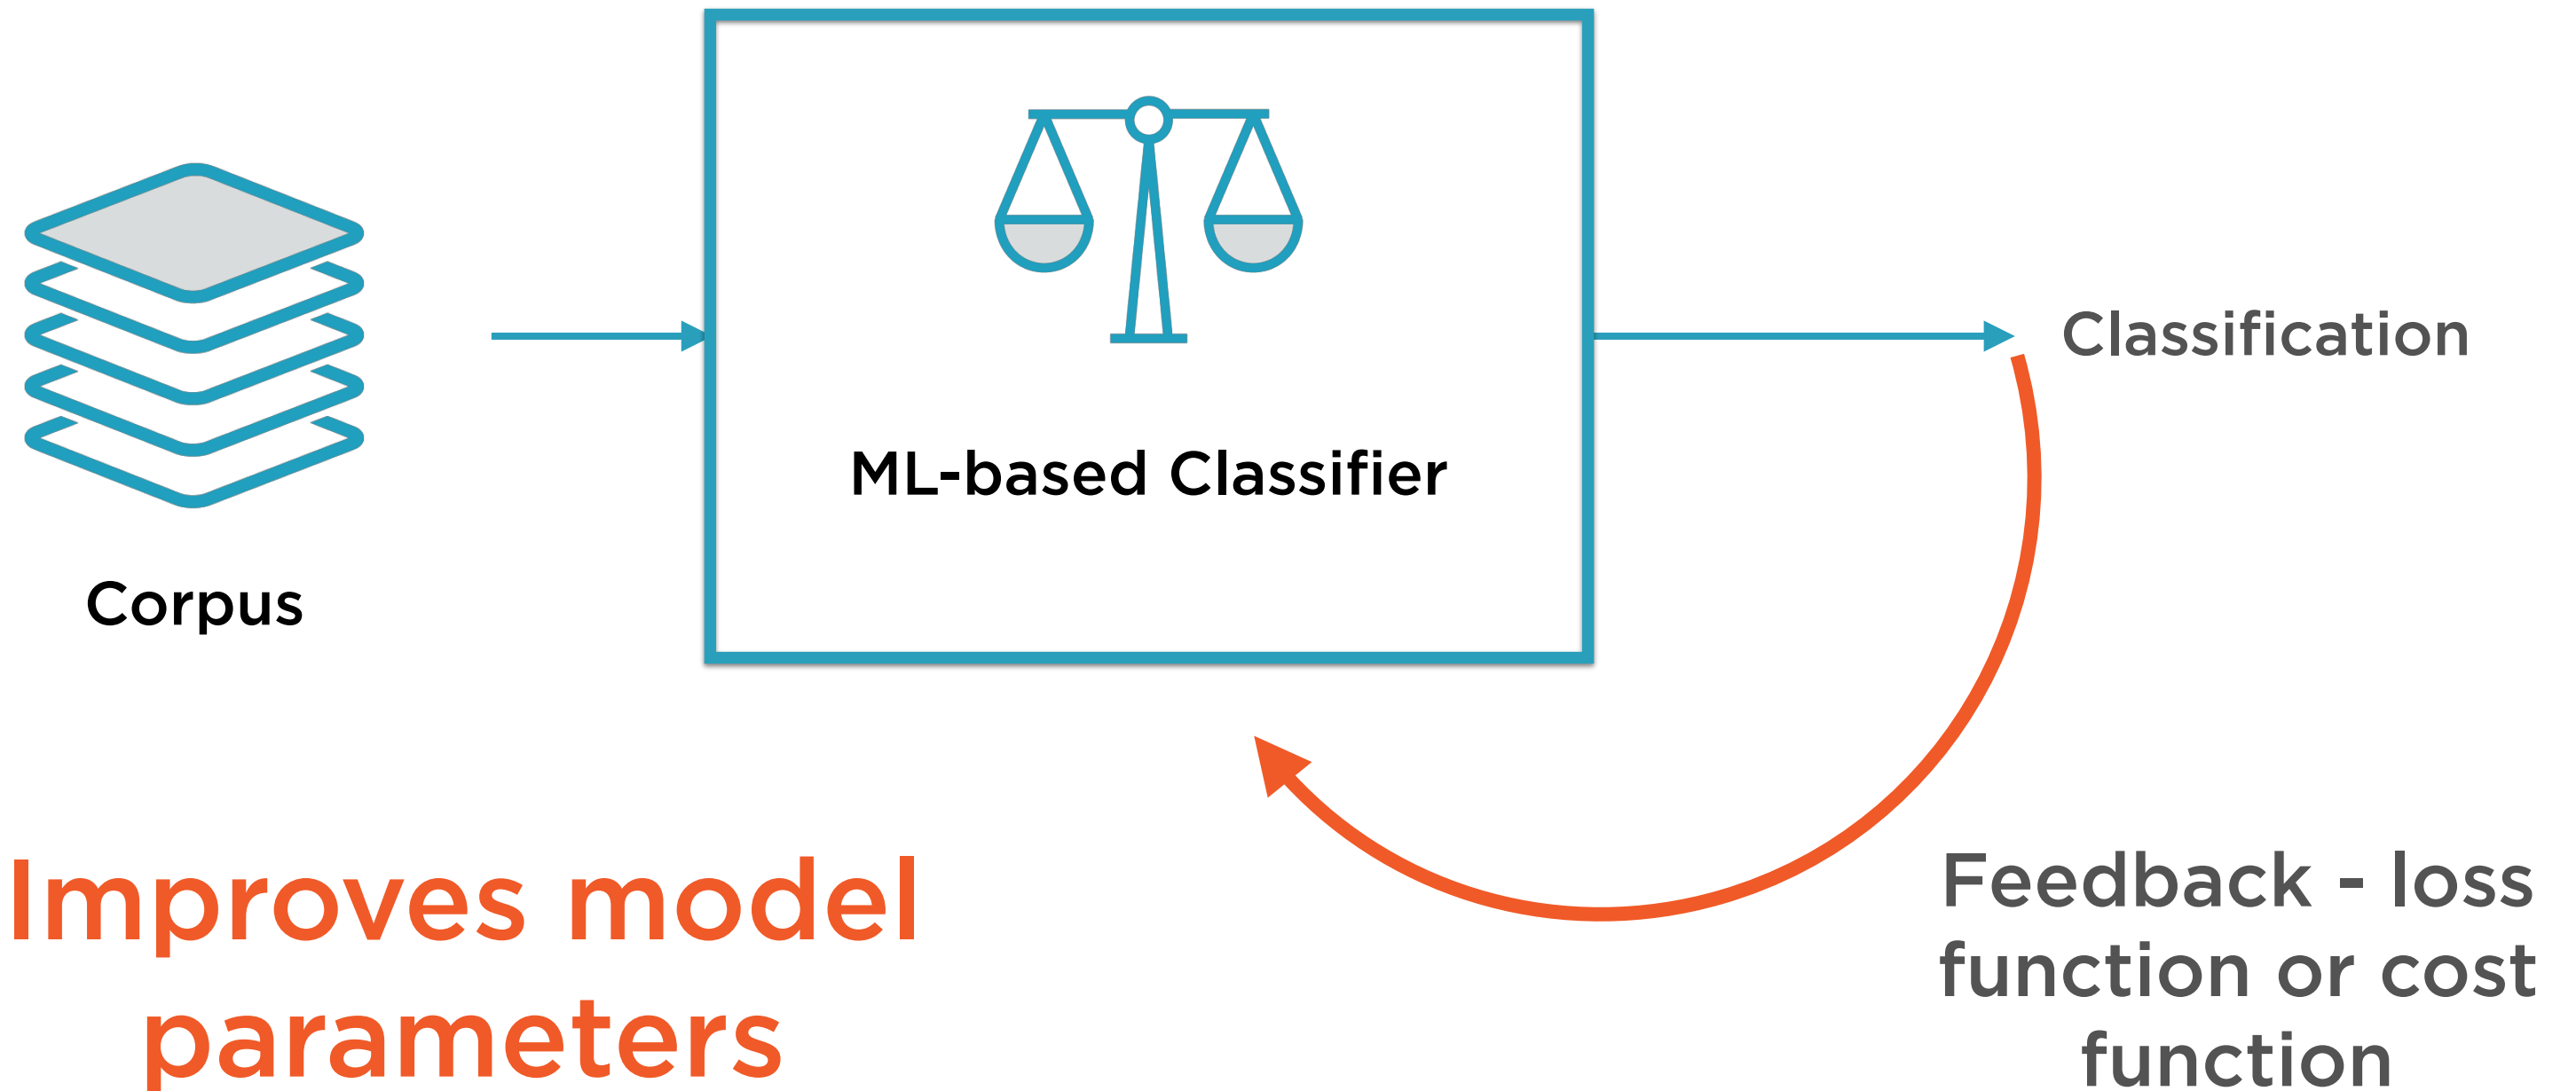 Classification
ML-based Classifier
Corpus
Improves model
parameters
Feedback - loss
function or cost
function